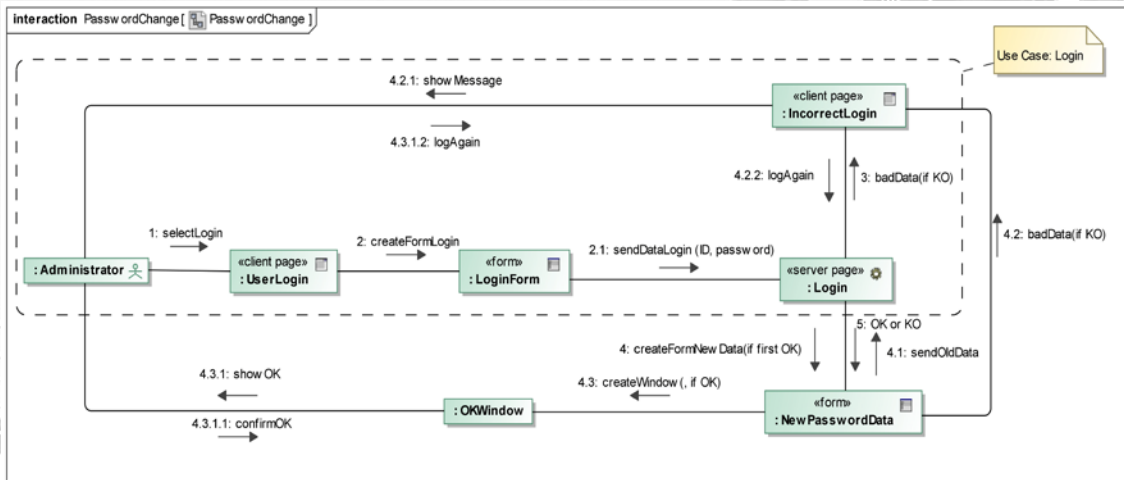 interaction PasswordChange [ PasswordChange ]
Use Case: Login
4.2.1: showMessage
«client page»
: IncorrectLogin
4.3.1.2: logAgain
4.2.2: logAgain
3: badData(if KO)
4.2: badData(if KO)
1: selectLogin
2: createFormLogin
2.1: sendDataLogin (ID, password)
: Administrator
«client page»
: UserLogin
«form»
: LoginForm
«server page»
: Login
5: OK or KO
4: createFormNewData(if first OK)
4.1: sendOldData
4.3.1: showOK
4.3: createWindow(, if OK)
: OKWindow
«form»
: NewPasswordData
4.3.1.1: confirmOK